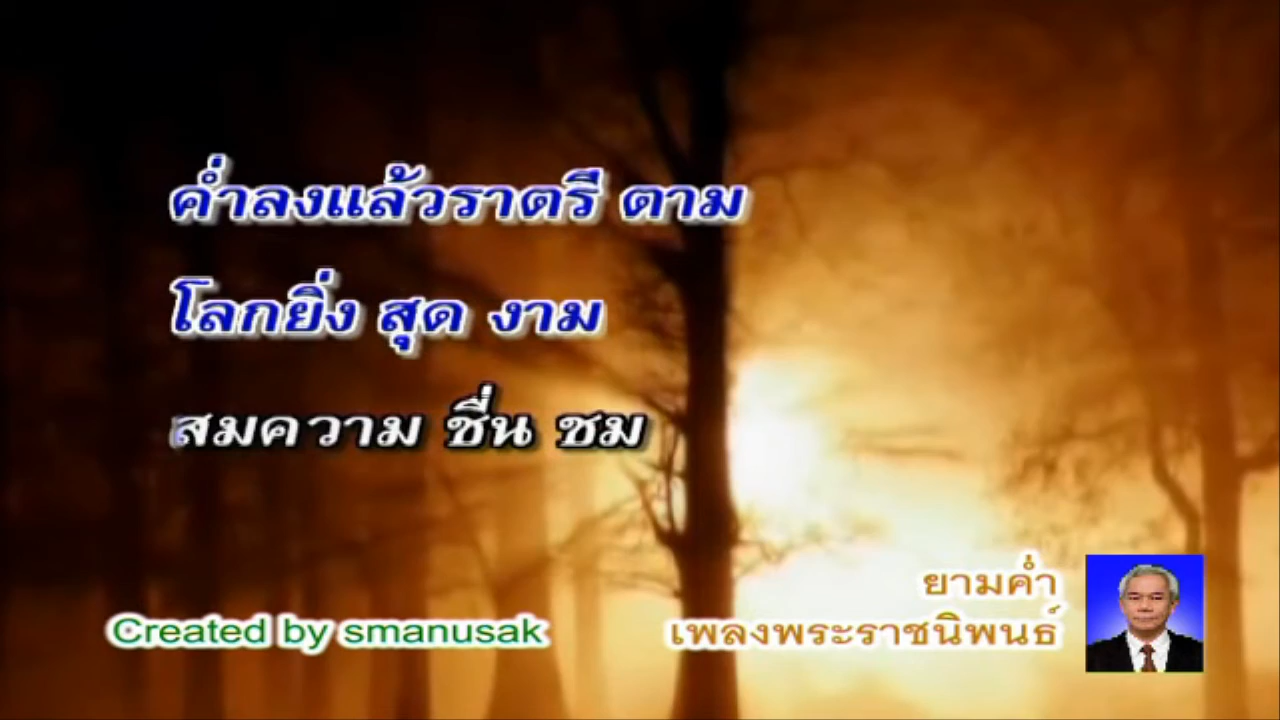 ค่ำลงแล้วราตรี ตาม
โลกยิ่ง สุด งาม
สมความ ชื่น ชม
ยามค่ำ
เพลงพระราชนิพนธ์
Created by smanusak